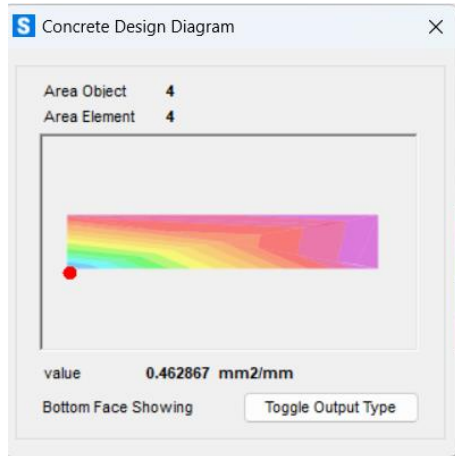 S Concrete Design Diagram
Area Object 4
Area Element 4
value 0.462867 mm2/mm
Bottom Face Showing Toggle Output Type